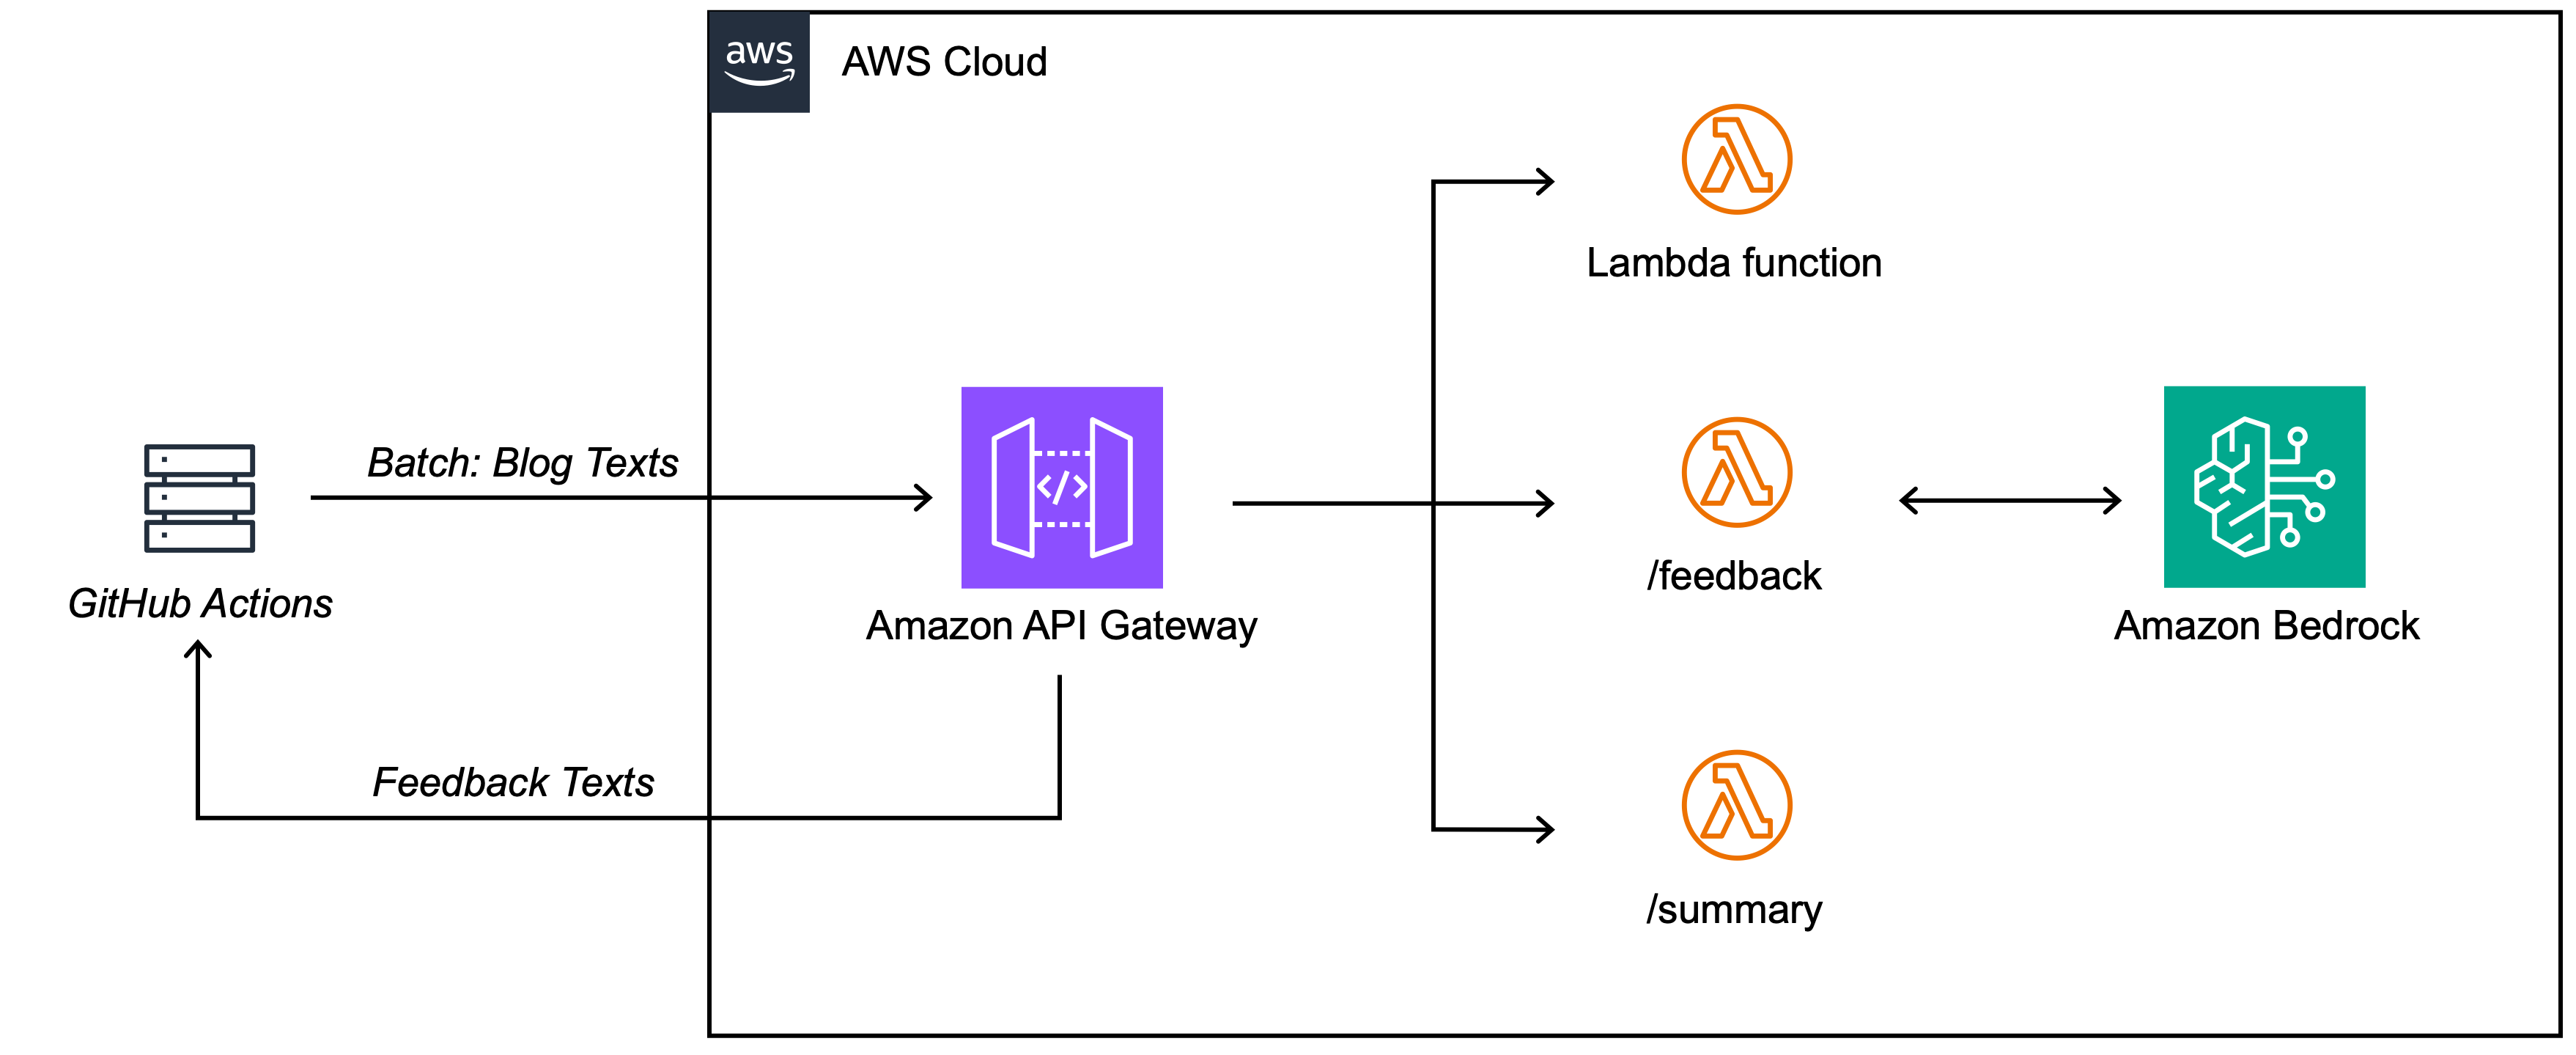 aws
AWS Cloud
Lambda function
Batch: Blog Texts
GitHub Actions
Amazon API Gateway
/feedback
Amazon Bedrock
Feedback Texts
/summary